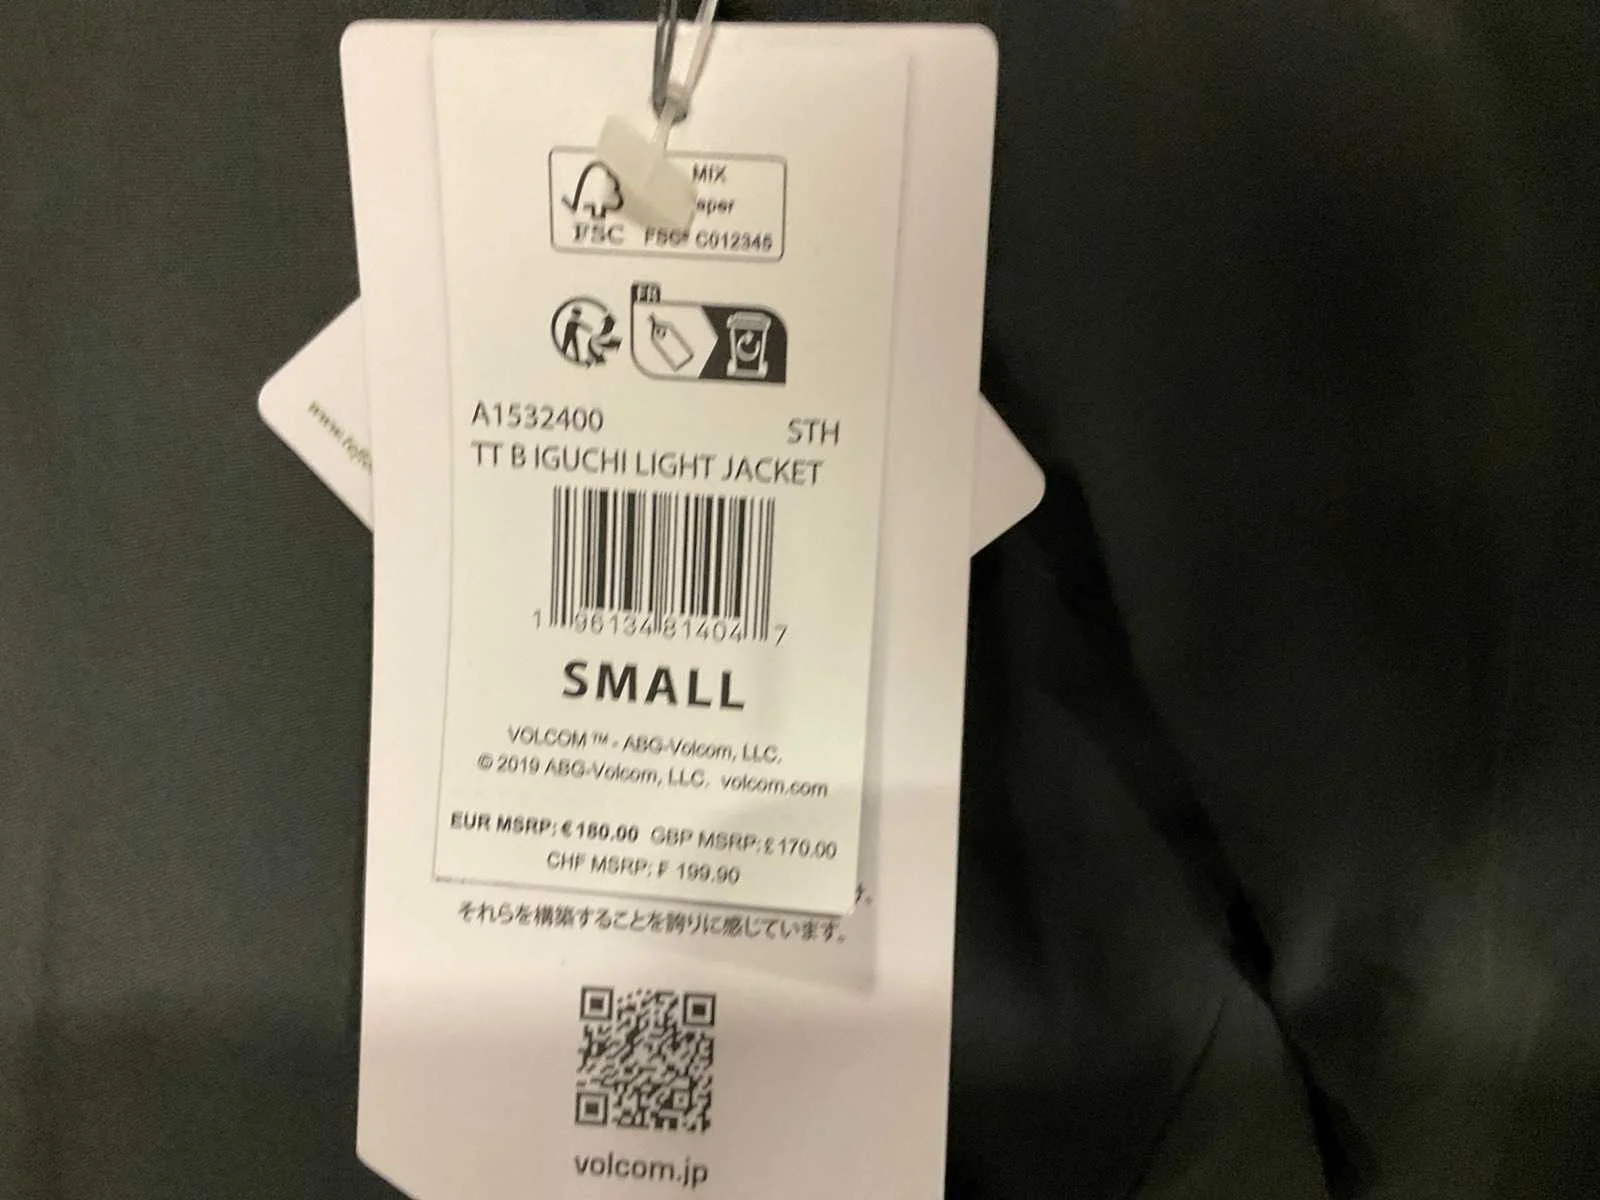 MIX
FSC FSC® C012345
FR
A1532400 STH
TT B IGUCHI LIGHT JACKET
1 96134 81404 7
SMALL
VOLCOM™ - ABG-Volcom, LLC.
© 2019 ABG-Volcom, LLC. volcom.com
EUR MSRP: €180.00 GBP MSRP: £170.00
CHF MSRP: ₣ 199.90
それらを構築することを誇りに感じています。
volcom.jp